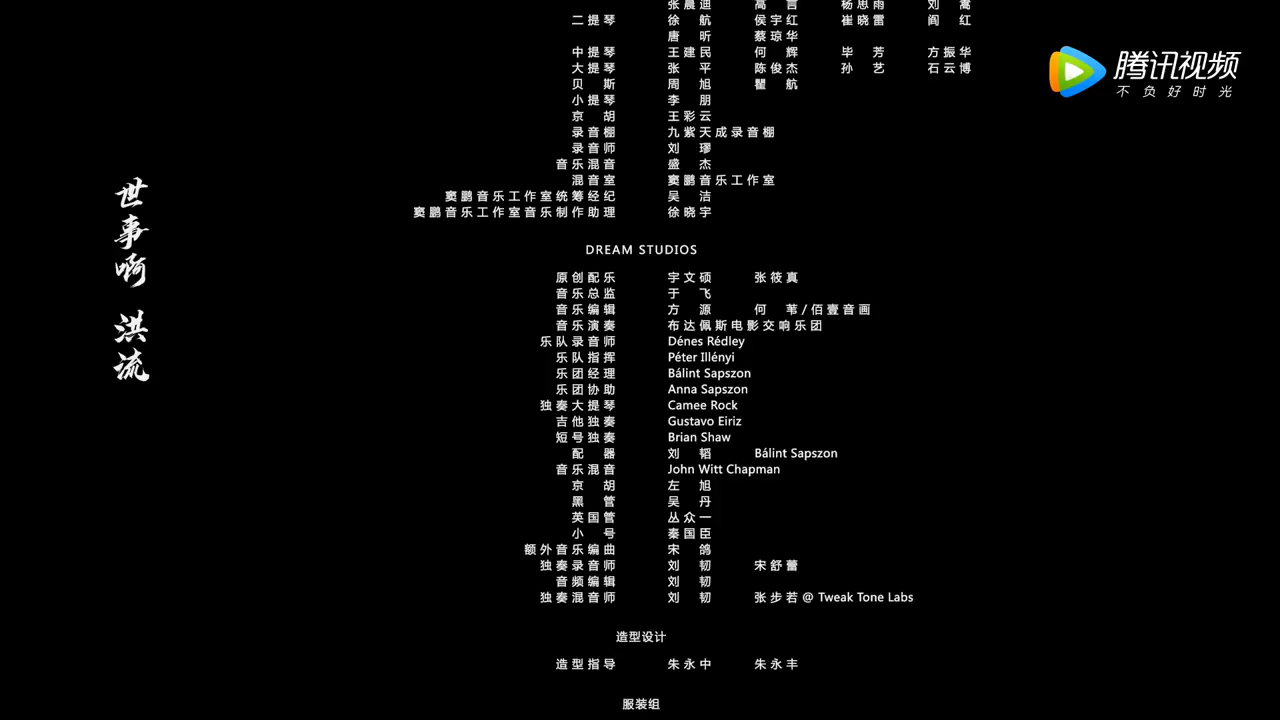 张晨迪 高言 杨思雨 刘嵩
二提琴 徐航 侯宇红 崔晓雷 阎红
唐昕 蔡琼华
中提琴 王建民 何辉 毕芳 方振华
大提琴 张平 陈俊杰 孙艺 石云博
贝斯 周旭 瞿航
小提琴 李朋
京胡 王彩云
录音棚 九紫天成录音棚
录音师 刘璆
音乐混音 盛杰
混音室 窦鹏音乐工作室
窦鹏音乐工作室统筹经纪 吴洁
窦鹏音乐工作室音乐制作助理 徐晓宇
DREAM STUDIOS
原创配乐 宇文硕 张筱真
音乐总监 于飞
音乐编辑 方源 何苇/佰壹音画
音乐演奏 布达佩斯电影交响乐团
乐队录音师 Dénes Rédley
乐队指挥 Péter Illényi
乐团经理 Bálint Sapszon
乐团协助 Anna Sapszon
独奏大提琴 Camee Rock
吉他独奏 Gustavo Eiriz
短号独奏 Brian Shaw
配器 刘韬 Bálint Sapszon
音乐混音 John Witt Chapman
京胡 左旭
黑管 吴丹
英国管 丛众一
小号 秦国臣
额外音乐编曲 宋鸽
独奏录音师 刘韧 宋舒蕾
音频编辑 刘韧
独奏混音师 刘韧 张步若 @ Tweak Tone Labs
造型设计
造型指导 朱永中 朱永丰
服装组
世事啊 洪流
腾讯视频
不负好时光